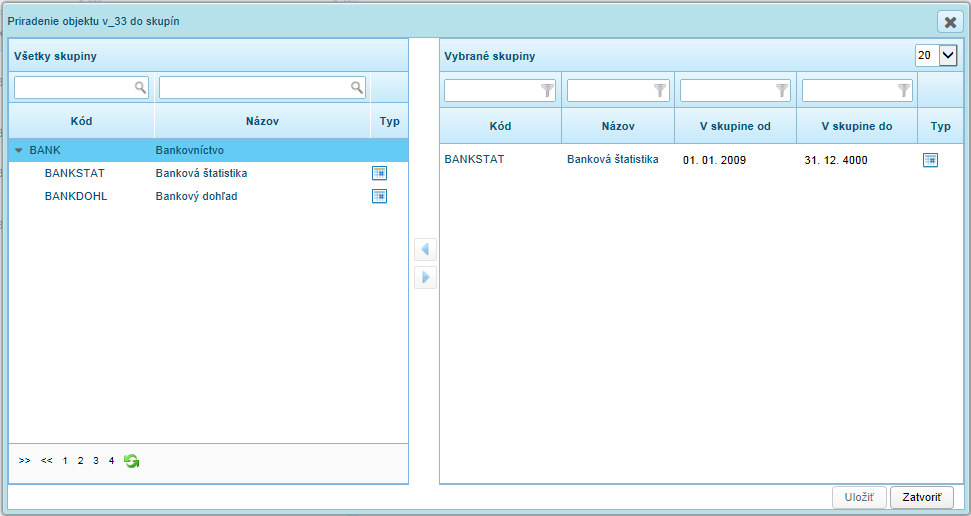 Priradenie objektu v_33 do skupín
Všetky skupiny
Kód Názov Typ
BANK Bankovníctvo
BANKSTAT Banková štatistika
BANKDOHL Bankový dohľad
>> << 1 2 3 4
Vybrané skupiny 20
Kód Názov V skupine od V skupine do Typ
BANKSTAT Banková štatistika 01. 01. 2009 31. 12. 4000
Uložiť Zatvoriť